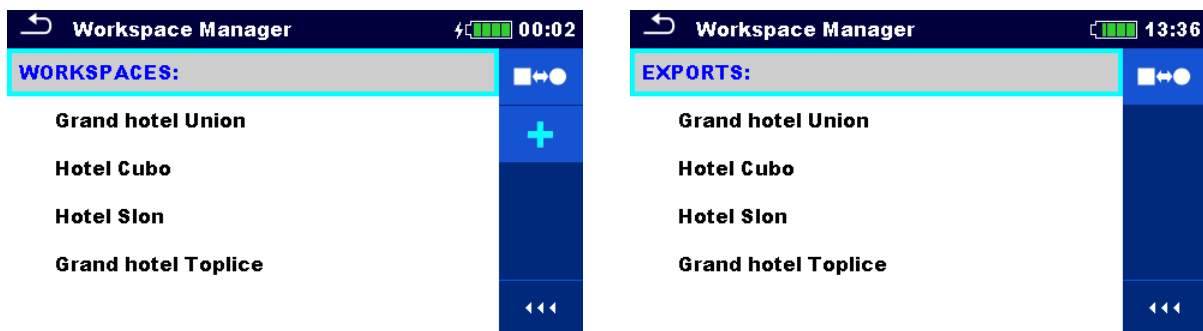 Workspace Manager 00:02
WORKSPACES:
Grand hotel Union
Hotel Cubo
Hotel Slon
Grand hotel Toplice
Workspace Manager 13:36
EXPORTS:
Grand hotel Union
Hotel Cubo
Hotel Slon
Grand hotel Toplice